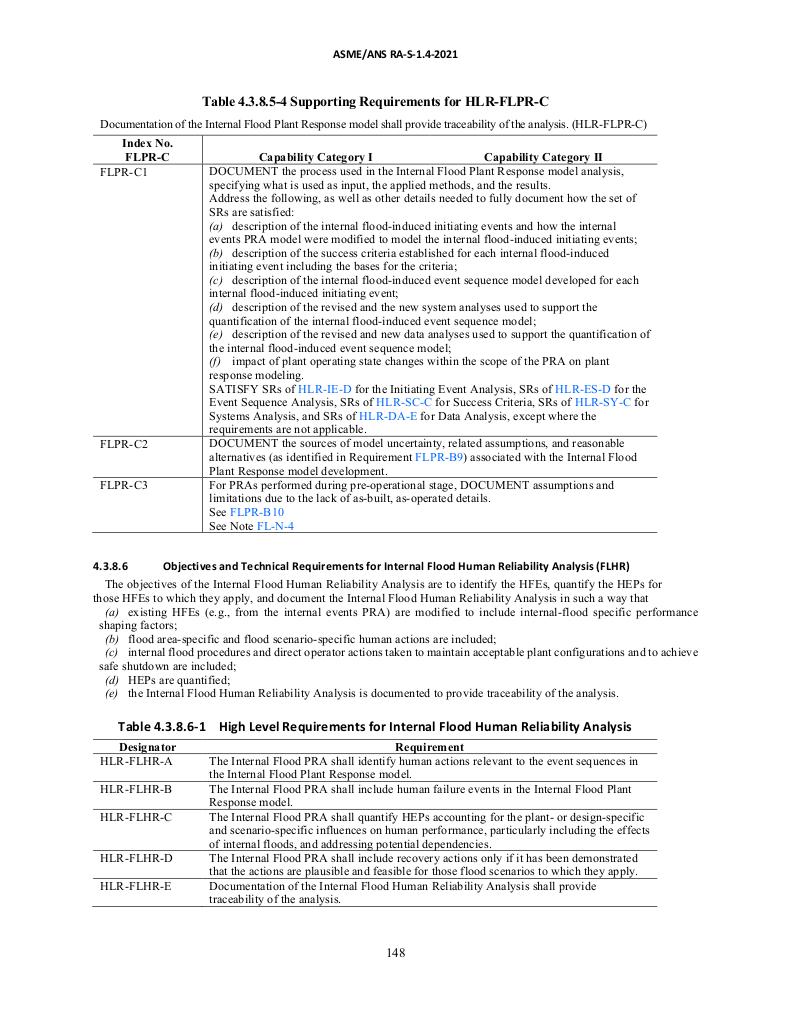 ASME/ANS RA-S-1.4-2021
Table 4.3.8.5-4 Supporting Requirements for HLR-FLPR-C
Documentation of the Internal Flood Plant Response model shall provide traceability of the analysis. (HLR-FLPR-C)
Index No.
FLPR-C Capability Category I Capability Category II
FLPR-C1 DOCUMENT the process used in the Internal Flood Plant Response model analysis,
specifying what is used as input, the applied methods, and the results.
Address the following, as well as other details needed to fully document how the set of
SRs are satisfied:
(a) description of the internal flood-induced initiating events and how the internal
events PRA model were modified to model the internal flood-induced initiating events;
(b) description of the success criteria established for each internal flood-induced
initiating event including the bases for the criteria;
(c) description of the internal flood-induced event sequence model developed for each
internal flood-induced initiating event;
(d) description of the revised and the new system analyses used to support the
quantification of the internal flood-induced event sequence model;
(e) description of the revised and new data analyses used to support the quantification of
the internal flood-induced event sequence model;
(f) impact of plant operating state changes within the scope of the PRA on plant
response modeling.
SATISFY SRs of HLR-IE-D for the Initiating Event Analysis, SRs of HLR-ES-D for the
Event Sequence Analysis, SRs of HLR-SC-C for Success Criteria, SRs of HLR-SY-C for
Systems Analysis, and SRs of HLR-DA-E for Data Analysis, except where the
requirements are not applicable.
FLPR-C2 DOCUMENT the sources of model uncertainty, related assumptions, and reasonable
alternatives (as identified in Requirement FLPR-B9) associated with the Internal Flood
Plant Response model development.
FLPR-C3 For PRAs performed during pre-operational stage, DOCUMENT assumptions and
limitations due to the lack of as-built, as-operated details.
See FLPR-B10
See Note FL-N-4
4.3.8.6 Objectives and Technical Requirements for Internal Flood Human Reliability Analysis (FLHR)
The objectives of the Internal Flood Human Reliability Analysis are to identify the HFEs, quantify the HEPs for
those HFEs to which they apply, and document the Internal Flood Human Reliability Analysis in such a way that
(a) existing HFEs (e.g., from the internal events PRA) are modified to include internal-flood specific performance
shaping factors;
(b) flood area-specific and flood scenario-specific human actions are included;
(c) internal flood procedures and direct operator actions taken to maintain acceptable plant configurations and to achieve
safe shutdown are included;
(d) HEPs are quantified;
(e) the Internal Flood Human Reliability Analysis is documented to provide traceability of the analysis.
Table 4.3.8.6-1 High Level Requirements for Internal Flood Human Reliability Analysis
Designator Requirement
HLR-FLHR-A The Internal Flood PRA shall identify human actions relevant to the event sequences in
the Internal Flood Plant Response model.
HLR-FLHR-B The Internal Flood PRA shall include human failure events in the Internal Flood Plant
Response model.
HLR-FLHR-C The Internal Flood PRA shall quantify HEPs accounting for the plant- or design-specific
and scenario-specific influences on human performance, particularly including the effects
of internal floods, and addressing potential dependencies.
HLR-FLHR-D The Internal Flood PRA shall include recovery actions only if it has been demonstrated
that the actions are plausible and feasible for those flood scenarios to which they apply.
HLR-FLHR-E Documentation of the Internal Flood Human Reliability Analysis shall provide
traceability of the analysis.
148